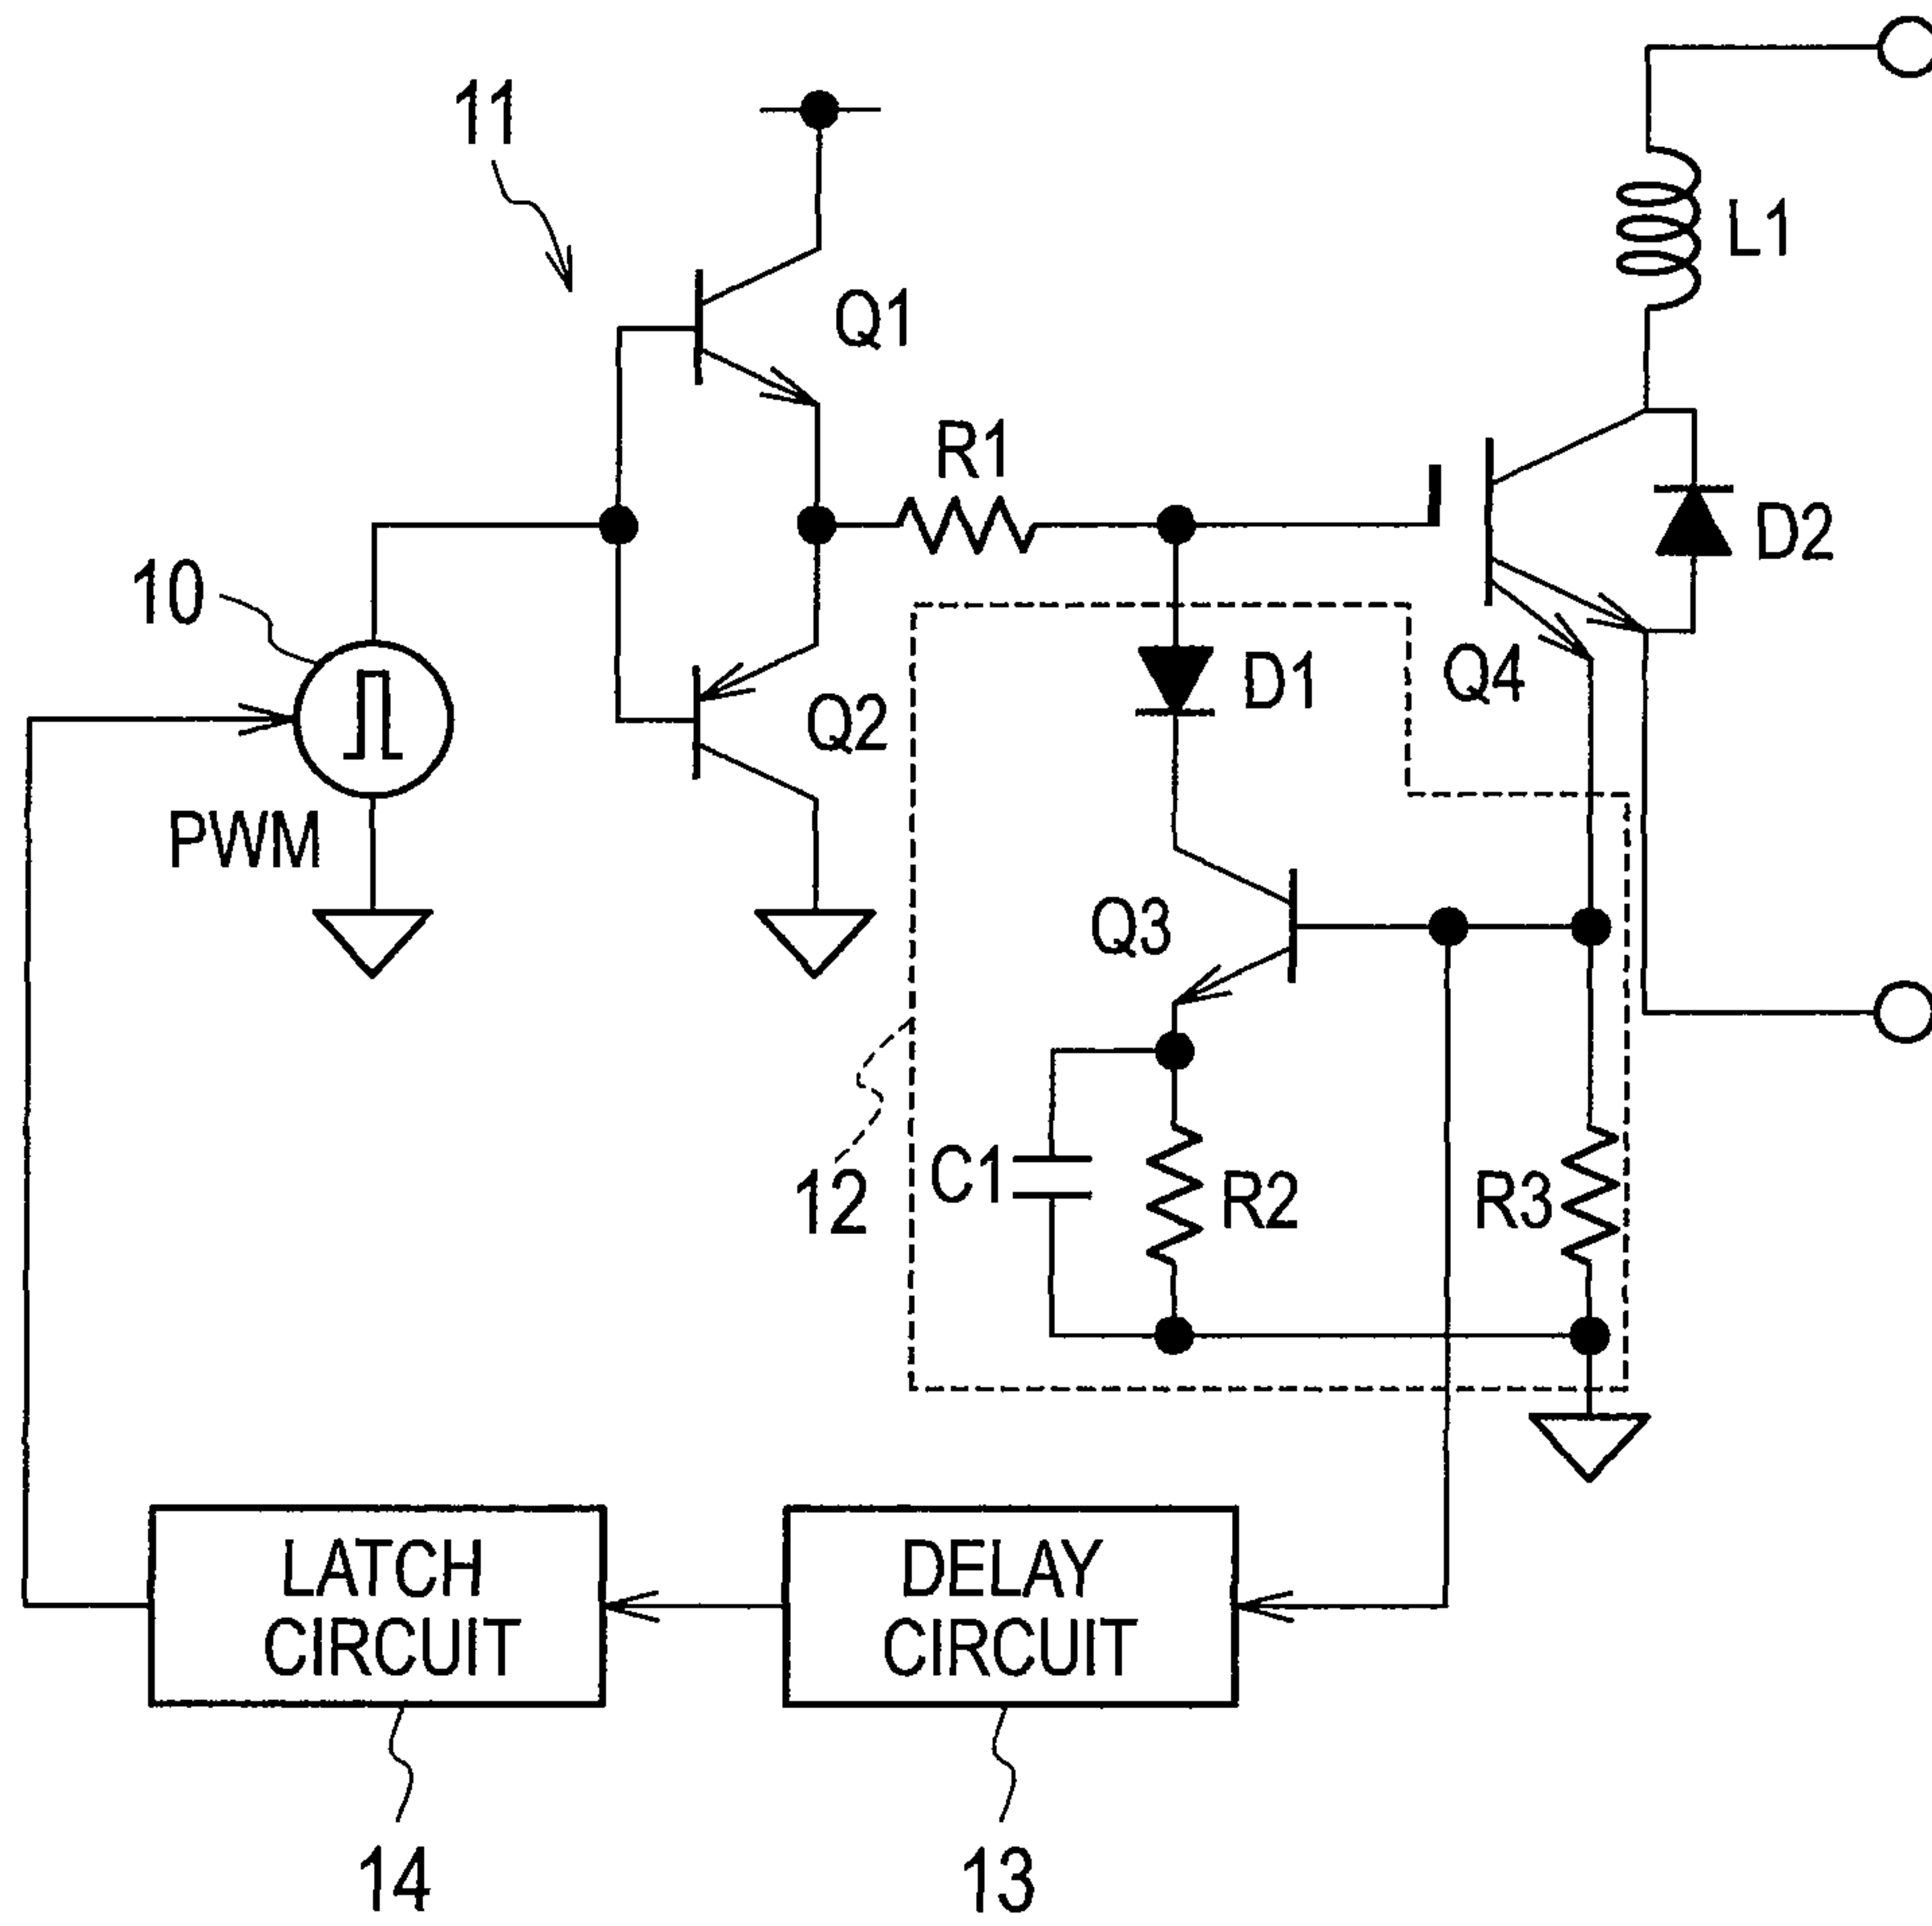 11
L1
Q1
R1
D2
10
D1
Q4
Q2
PWM
Q3
C1
R2
R3
12
LATCH
CIRCUIT
DELAY
CIRCUIT
14
13